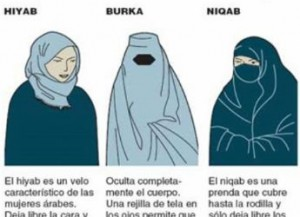 HIYAB
BURKA
NIQAB
El hiyab es un velo
característico de las
mujeres árabes.
Deja libre la cara y
Oculta completa-
mente el cuerpo.
Una rejilla de tela en
los ojos permite que
El niqab es una
prenda que cubre
hasta la rodilla y
sólo deja libre los